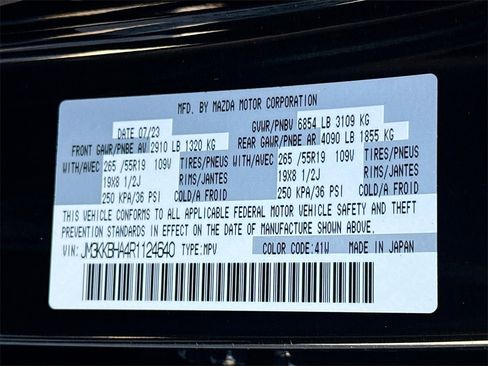 MFD. BY MAZDA MOTOR CORPORATION
DATE 07/23 GVWR/PNBV 6854 LB 3109 KG
FRONT GAWR/PNBE AV 2910 LB 1320 KG REAR GAWR/PNBE AR 4090 LB 1855 KG
WITH/AVEC 265 /55R19 109V TIRES/PNEUS WITH/AVEC 265 /55R19 109V TIRES/PNEUS
19X8 1/2J RIMS/JANTES 19X8 1/2J RIMS/JANTES
250 KPA/36 PSI COLD/A FROID 250 KPA/36 PSI COLD/A FROID
THIS VEHICLE CONFORMS TO ALL APPLICABLE FEDERAL MOTOR VEHICLE SAFETY AND THEFT
PREVENTION STANDARDS IN EFFECT ON THE DATE OF MANUFACTURE SHOWN ABOVE.
VIN: JM3KKBHA4R1124640 TYPE: MPV COLOR CODE: 41W MADE IN JAPAN